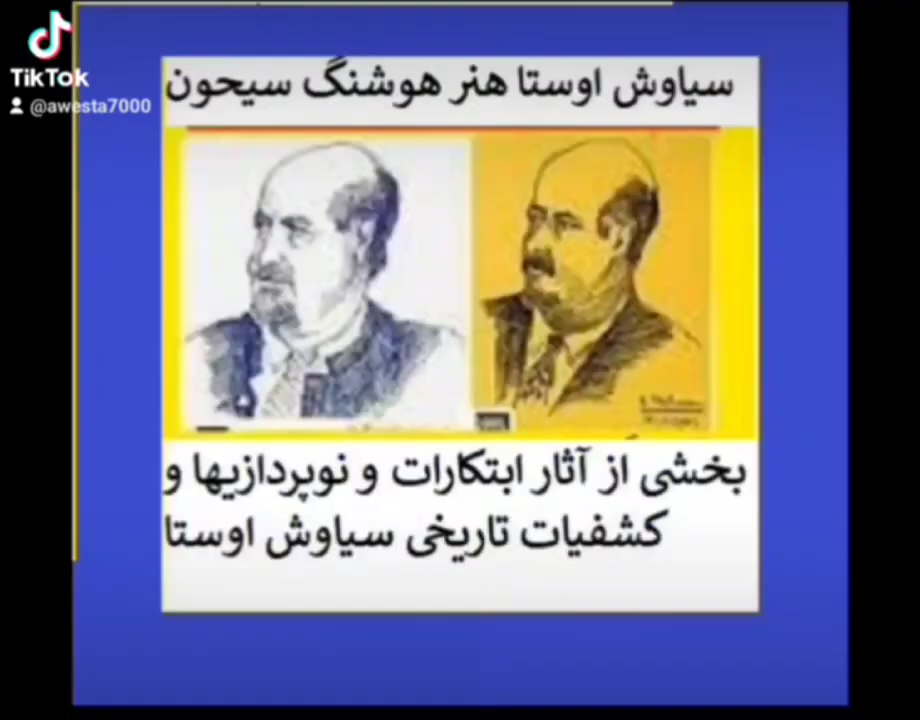 TikTok
@awesta7000
سیاوش اوستا هنر هوشنگ سیحون
بخشی از آثار ابتکارات و نوپردازیها و
کشفیات تاریخی سیاوش اوستا